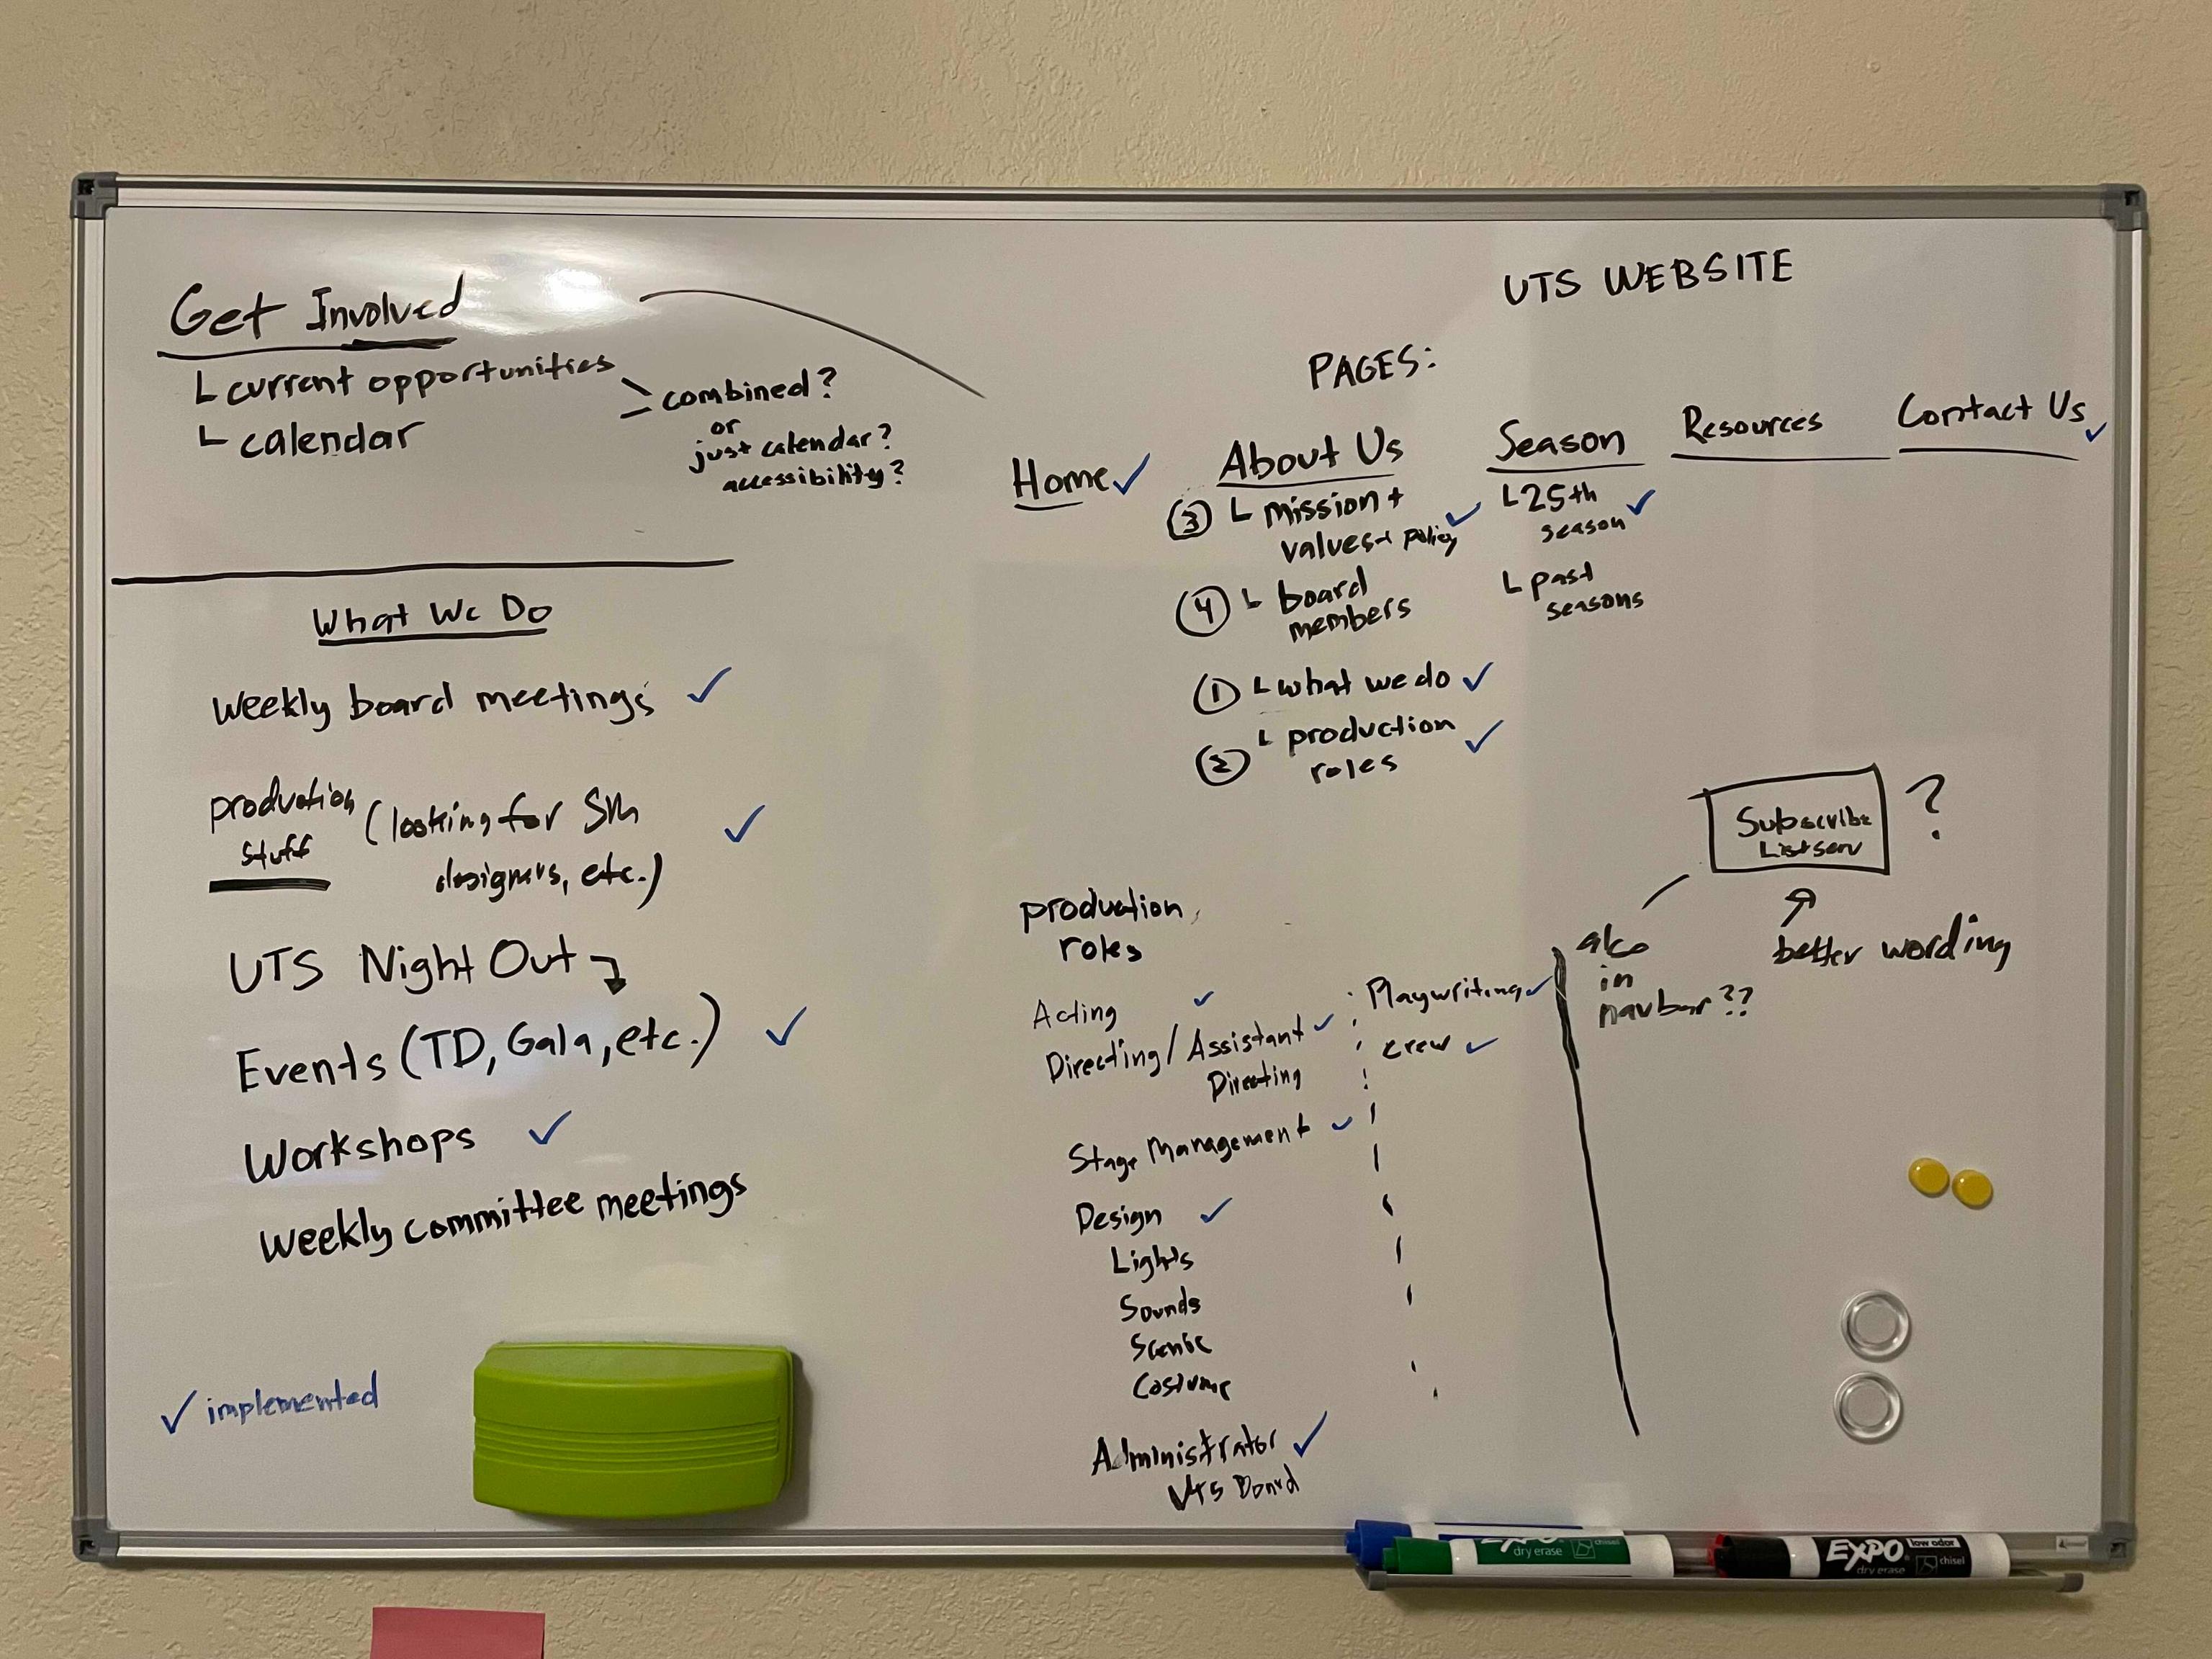 UTS WEBSITE
Get Involved
└ current opportunities
└ calendar
combined?
or
just calendar?
accessibility?
PAGES:
Home ✓
About Us
③ └ mission +
values + policy ✓
④ └ board
members
① └ what we do ✓
② └ production
roles ✓
Season
└ 25th
season ✓
└ past
seasons
Resources
Contact Us ✓
What We Do
weekly board meetings ✓
production
stuff
(looking for SM
designers, etc.) ✓
UTS Night Out
Events (TD, Gala, etc.) ✓
Workshops ✓
weekly committee meetings
✓ implemented
production
roles
Acting ✓
Directing / Assistant ✓
Directing
Stage Management ✓
Design ✓
Lights
Sounds
Scenic
Costume
Administrator ✓
UTS Board
Playwriting ✓
crew ✓
Subscribe
Listserv
?
better wording
also
in
navbar??
EXPO
dry erase
chisel
EXPO
low odor
dry erase
chisel